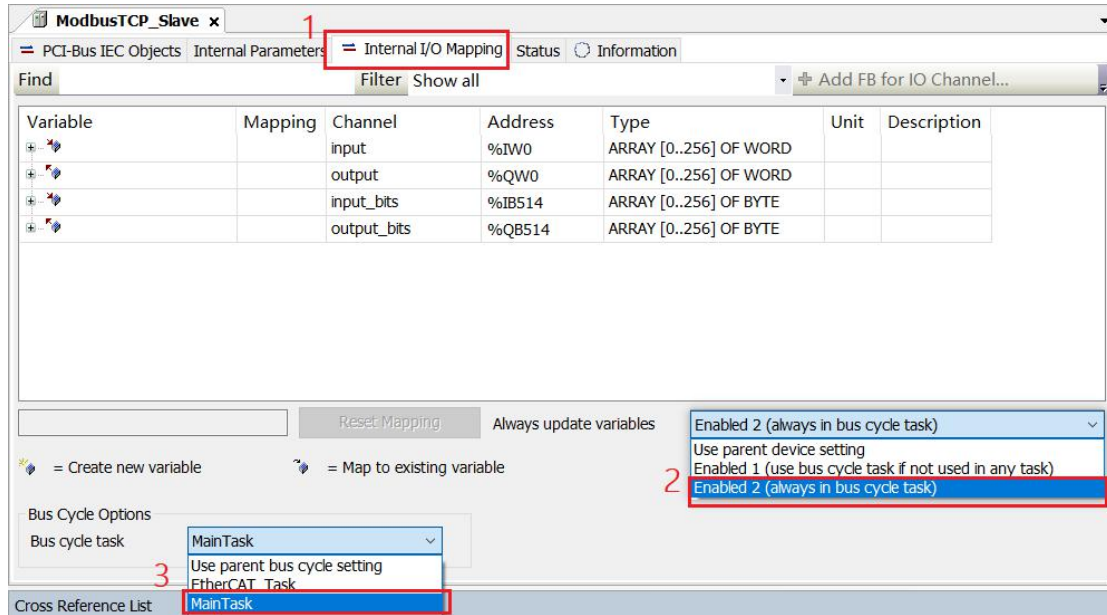 ModbusTCP_Slave x
1
PCI-Bus IEC Objects Internal Parameters Internal I/O Mapping Status Information
Find Filter Show all Add FB for IO Channel...
Variable Mapping Channel Address Type Unit Description
input %IW0 ARRAY [0..256] OF WORD
output %QW0 ARRAY [0..256] OF WORD
input_bits %IB514 ARRAY [0..256] OF BYTE
output_bits %QB514 ARRAY [0..256] OF BYTE
Reset Mapping Always update variables Enabled 2 (always in bus cycle task)
Use parent device setting
= Create new variable = Map to existing variable Enabled 1 (use bus cycle task if not used in any task)
2 Enabled 2 (always in bus cycle task)
Bus Cycle Options
Bus cycle task MainTask
Use parent bus cycle setting
3 EtherCAT_Task
Cross Reference List MainTask